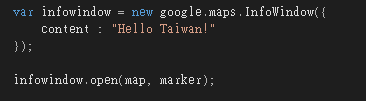 var infowindow = new google.maps.InfoWindow({
    content : "Hello Taiwan!"
});
infowindow.open(map, marker);